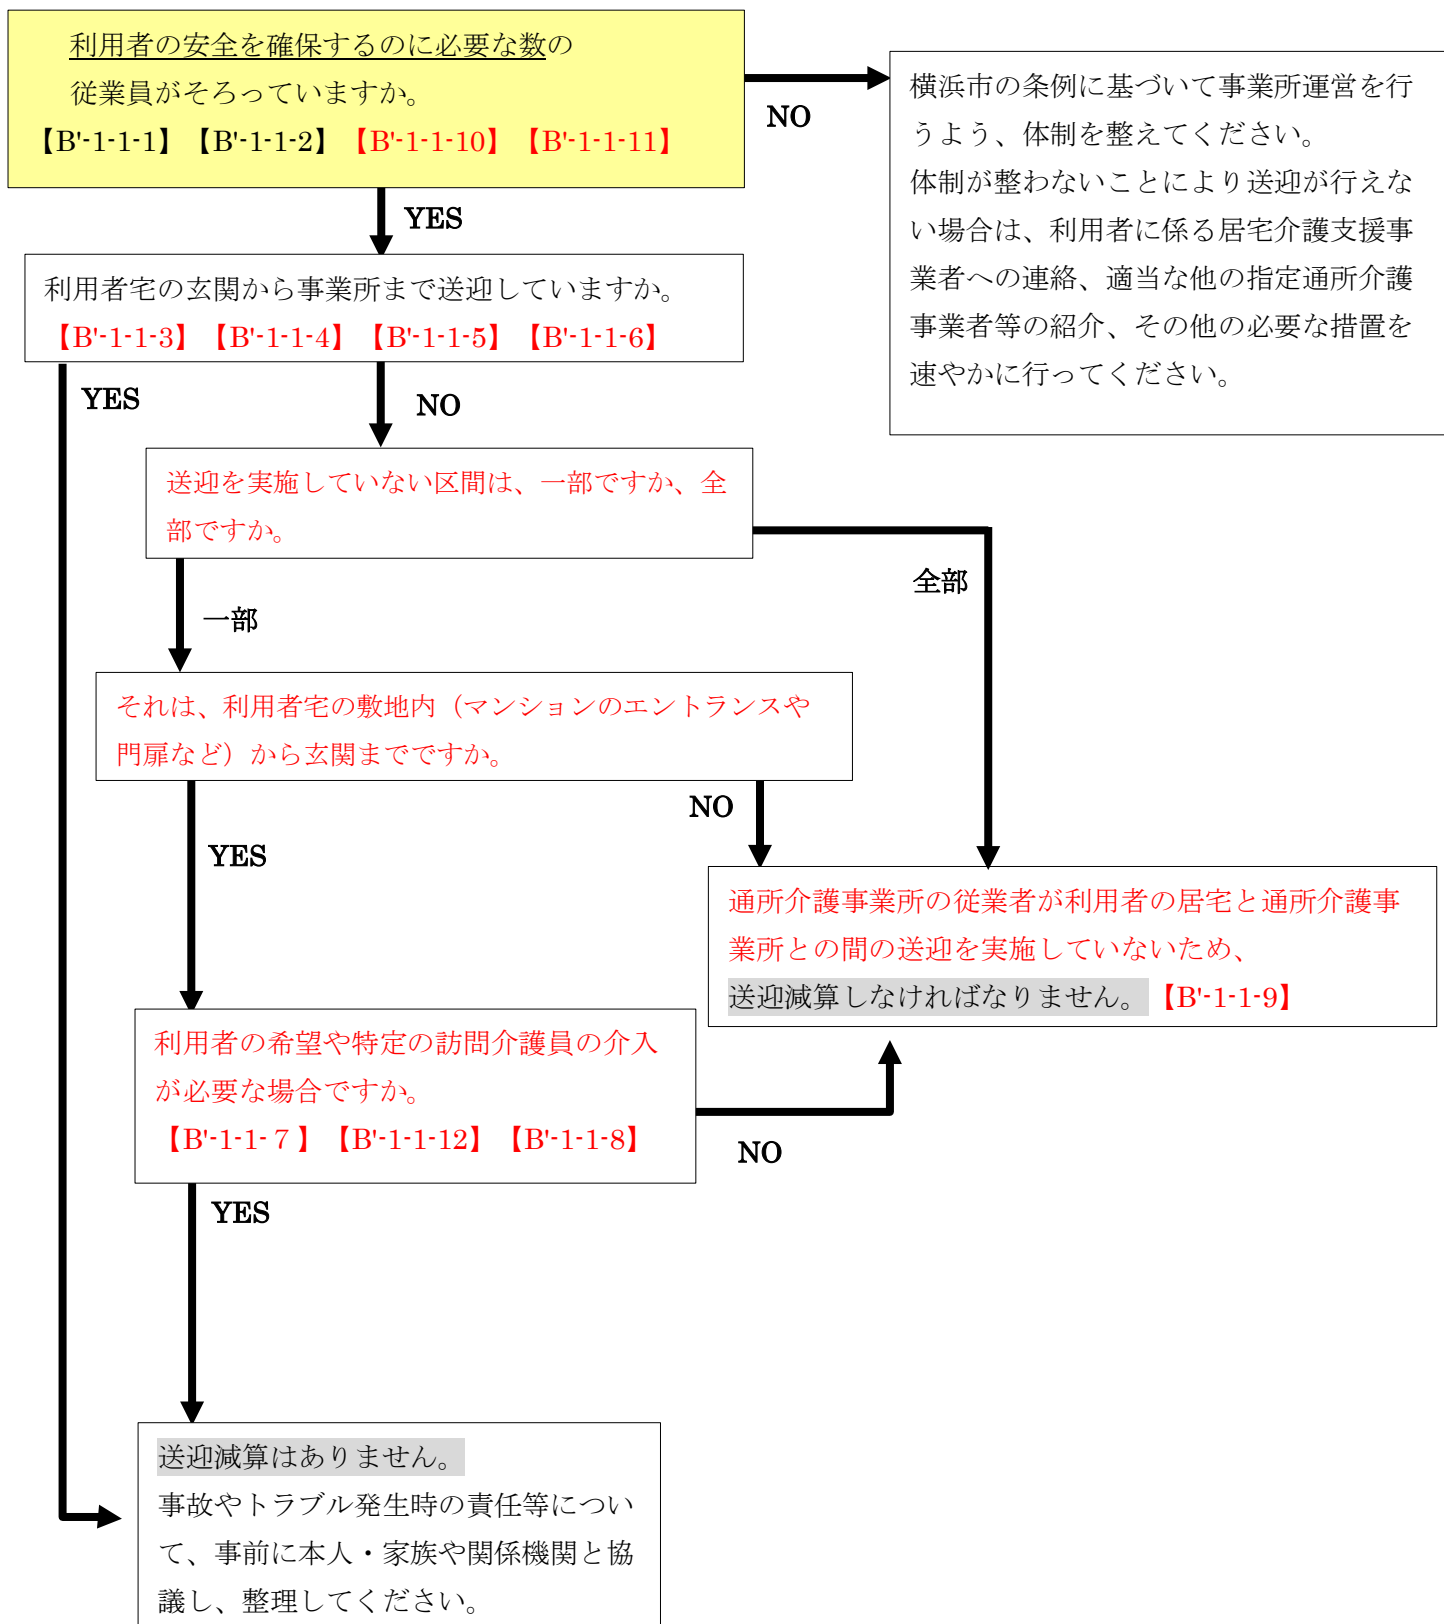 利用者の安全を確保するのに必要な数の
従業員がそろっていますか。
【B'-1-1-1】【B'-1-1-2】【B'-1-1-10】【B'-1-1-11】
NO
横浜市の条例に基づいて事業所運営を行
うよう、体制を整えてください。
体制が整わないことにより送迎が行えな
い場合は、利用者に係る居宅介護支援事
業者への連絡、適当な他の指定通所介護
事業者等の紹介、その他の必要な措置を
速やかに行ってください。
YES
利用者宅の玄関から事業所まで送迎していますか。
【B'-1-1-3】【B'-1-1-4】【B'-1-1-5】【B'-1-1-6】
YES
NO
送迎を実施していない区間は、一部ですか、全
部ですか。
全部
一部
それは、利用者宅の敷地内（マンションのエントランスや
門扉など）から玄関までですか。
NO
YES
通所介護事業所の従業者が利用者の居宅と通所介護事
業所との間の送迎を実施していないため、
送迎減算しなければなりません。【B'-1-1-9】
利用者の希望や特定の訪問介護員の介入
が必要な場合ですか。
【B'-1-1-７】【B'-1-1-12】【B'-1-1-8】
NO
YES
送迎減算はありません。
事故やトラブル発生時の責任等につい
て、事前に本人・家族や関係機関と協
議し、整理してください。